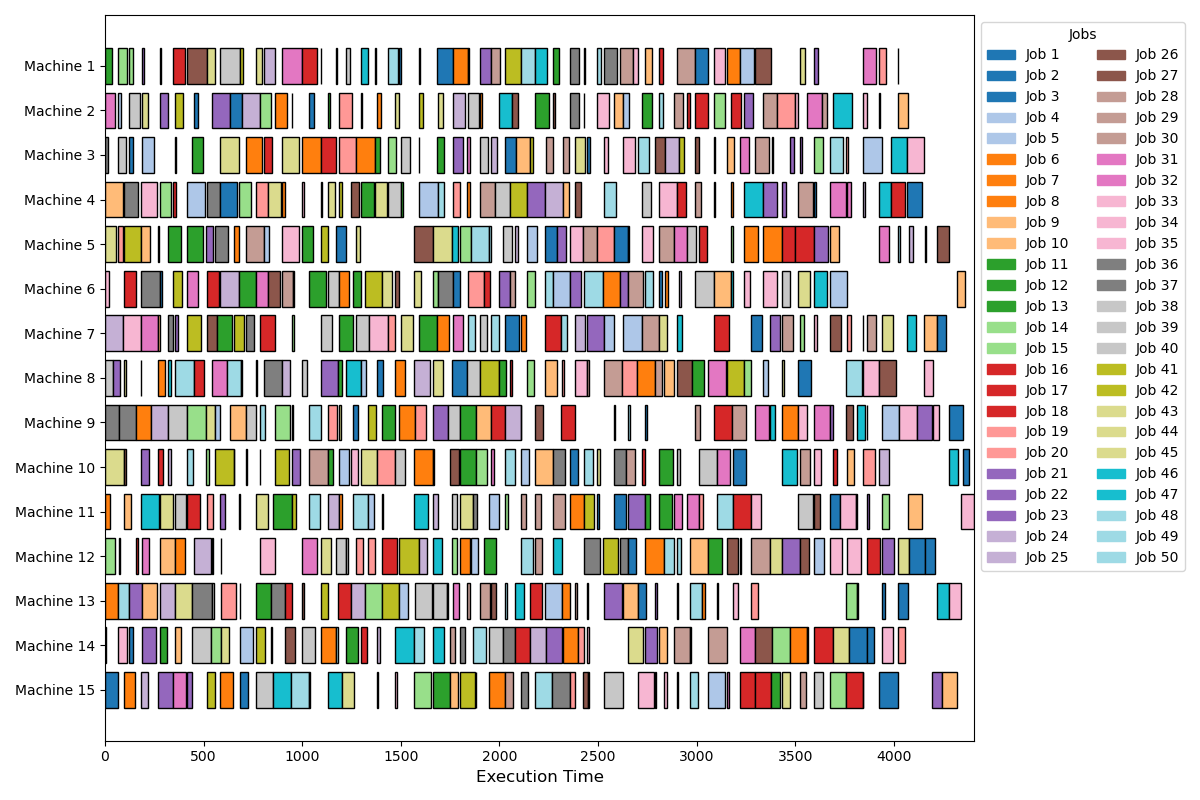 Machine 1
Machine 2
Machine 3
Machine 4
Machine 5
Machine 6
Machine 7
Machine 8
Machine 9
Machine 10
Machine 11
Machine 12
Machine 13
Machine 14
Machine 15
0 500 1000 1500 2000 2500 3000 3500 4000
Execution Time
Jobs
Job 1 Job 26
Job 2 Job 27
Job 3 Job 28
Job 4 Job 29
Job 5 Job 30
Job 6 Job 31
Job 7 Job 32
Job 8 Job 33
Job 9 Job 34
Job 10 Job 35
Job 11 Job 36
Job 12 Job 37
Job 13 Job 38
Job 14 Job 39
Job 15 Job 40
Job 16 Job 41
Job 17 Job 42
Job 18 Job 43
Job 19 Job 44
Job 20 Job 45
Job 21 Job 46
Job 22 Job 47
Job 23 Job 48
Job 24 Job 49
Job 25 Job 50